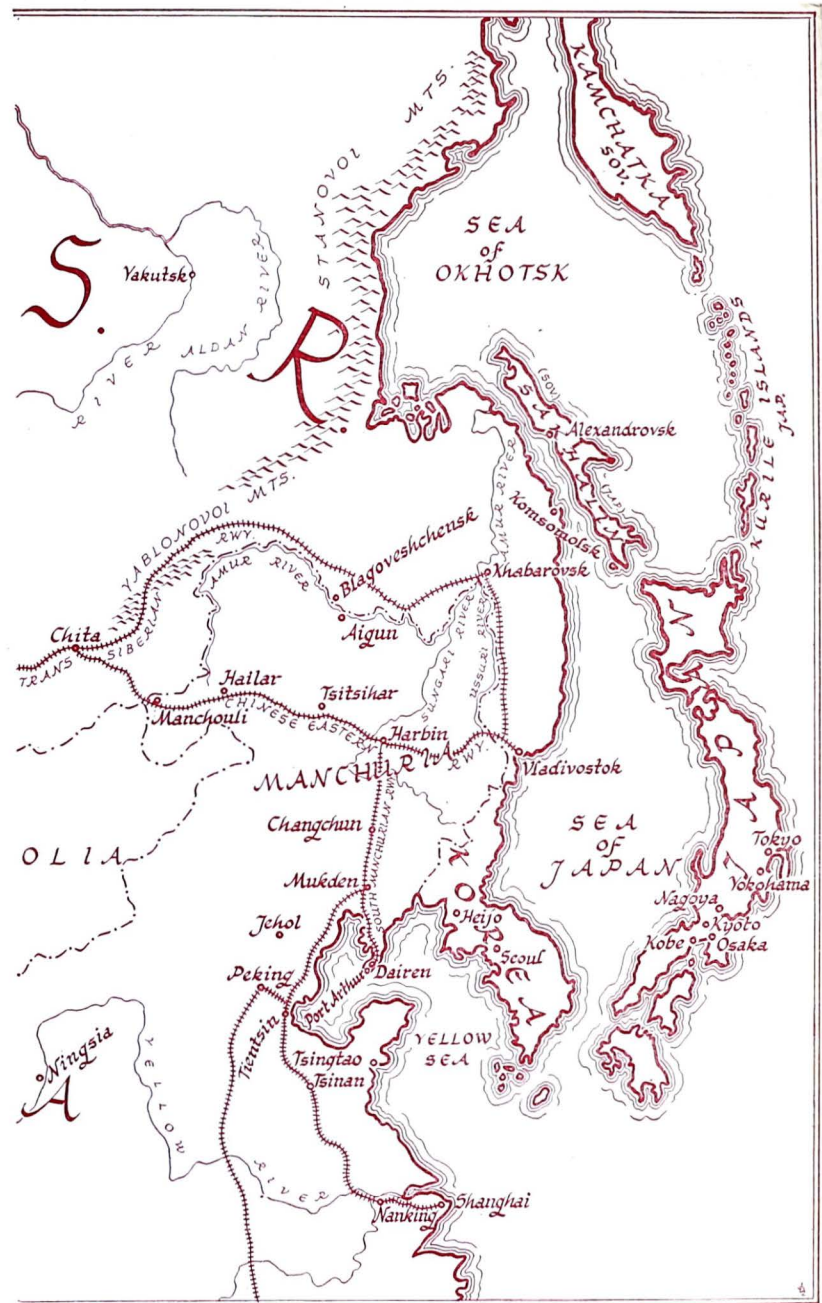 KAMCHATKA
SOV.
STANOVOI MTS.
SEA
of
OKHOTSK
S.
Yakutsk
ALDAN RIVER
RIVER
R.
KURILE ISLANDS
JAP.
(SOV)
SAHALIN
(JAP)
Alexandrovsk
AMUR RIVER
Komsomolsk
YABLONOVOI MTS.
Blagoveshchensk
Khabarovsk
AMUR RIVER
Aigun
Chita
TRANS SIBERIAN RWY.
SUNGARI RIVER
USSURI RIVER
Hailar
Tsitsihar
Manchouli
CHINESE EASTERN RWY.
Harbin
MANCHURIA
Vladivostok
JAPAN
Changchun
SOUTH MANCHURIAN RWY
SEA
of
JAPAN
OLIA
KOREA
Tokyo
Mukden
Yokohama
Nagoya
Jehol
Heijo
Kyoto
Kobe
Osaka
Seoul
Peking
Dairen
Port Arthur
Tientsin
YELLOW
SEA
Ningsia
A
Tsingtao
Tsinan
YELLOW RIVER
Nanking
Shanghai